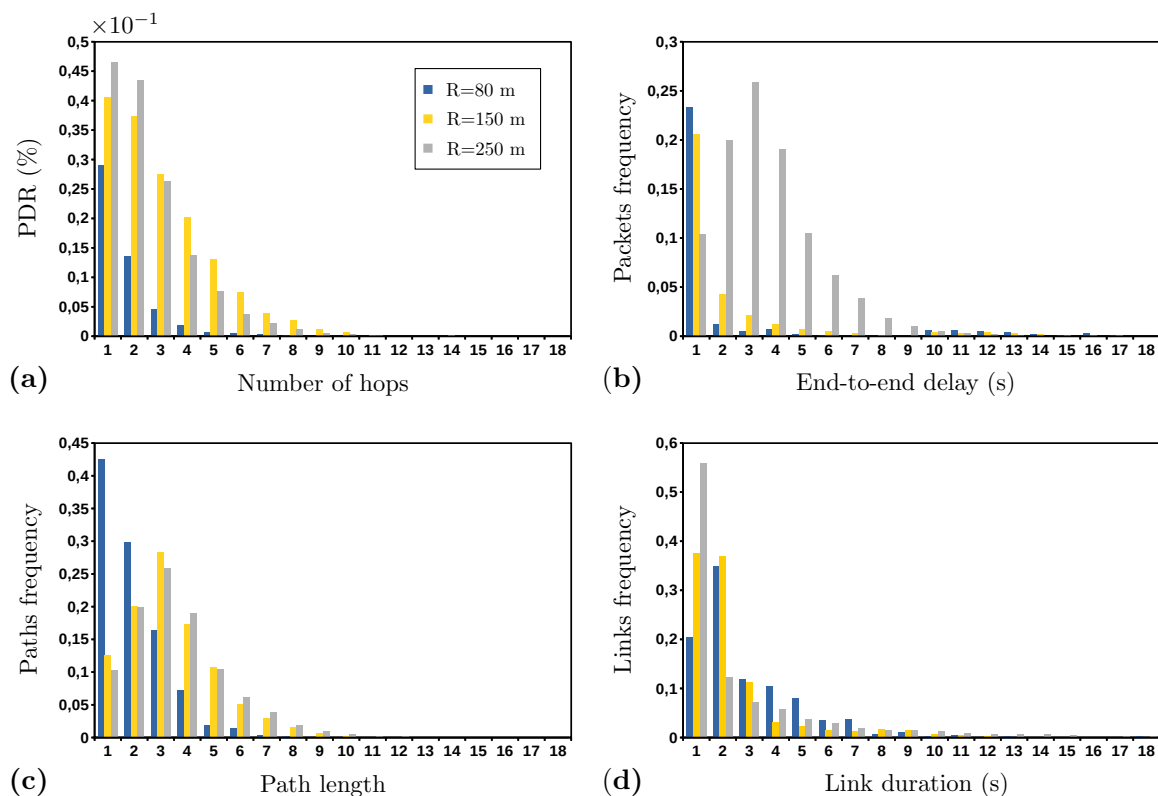 ×10⁻¹
0,5
0,45
0,4
0,35
0,3
0,25
0,2
0,15
0,1
0,05
0
PDR (%)
R=80 m
R=150 m
R=250 m
1 2 3 4 5 6 7 8 9 10 11 12 13 14 15 16 17 18
(a) Number of hops
0,3
0,25
0,2
0,15
0,1
0,05
0
Packets frequency
1 2 3 4 5 6 7 8 9 10 11 12 13 14 15 16 17 18
(b) End-to-end delay (s)
0,45
0,4
0,35
0,3
0,25
0,2
0,15
0,1
0,05
0
Paths frequency
1 2 3 4 5 6 7 8 9 10 11 12 13 14 15 16 17 18
(c) Path length
0,6
0,5
0,4
0,3
0,2
0,1
0
Links frequency
1 2 3 4 5 6 7 8 9 10 11 12 13 14 15 16 17 18
(d) Link duration (s)